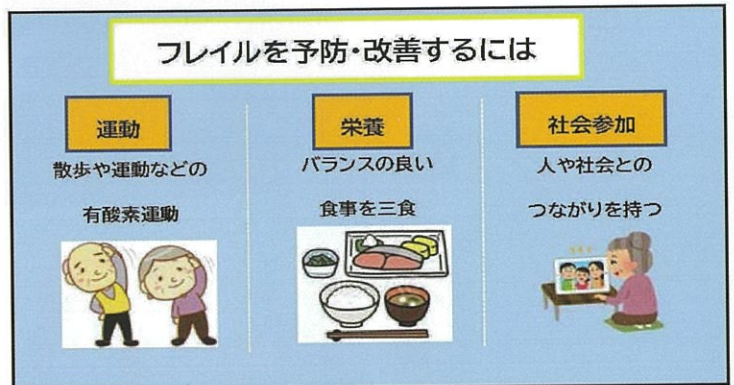 フレイルを予防・改善するには
運動
散歩や運動などの
有酸素運動
栄養
バランスの良い
食事を三食
社会参加
人や社会との
つながりを持つ